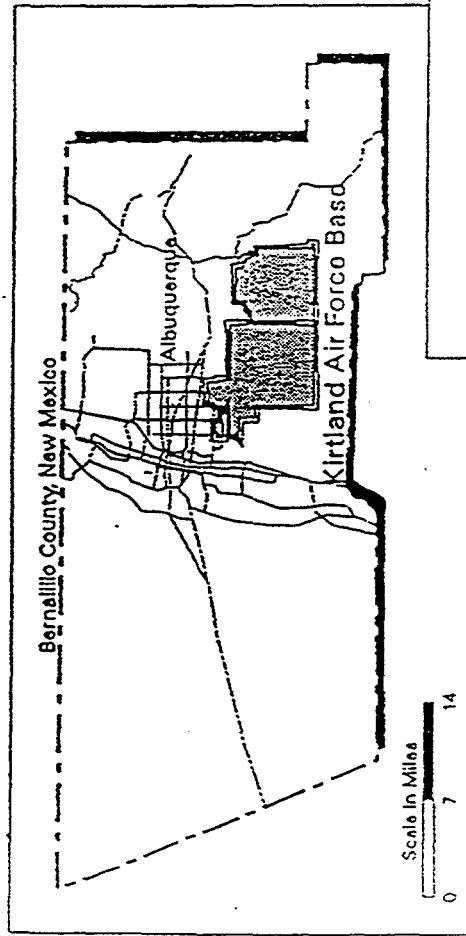 Bernalillo County, New Mexico
Albuquerque
Kirtland Air Force Base
Scale In Miles
0 7 14